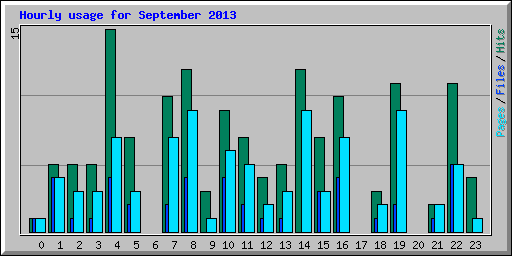 Hourly usage for September 2013
15
Pages / Files / Hits
0 1 2 3 4 5 6 7 8 9 10 11 12 13 14 15 16 17 18 19 20 21 22 23